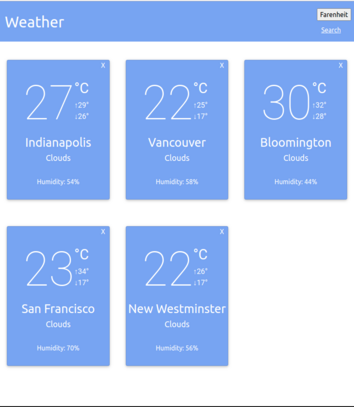 Weather
Farenheit
Search
X
27 °C
↑29°
↓26°
Indianapolis
Clouds
Humidity: 54%
X
22 °C
↑25°
↓17°
Vancouver
Clouds
Humidity: 58%
X
30 °C
↑32°
↓28°
Bloomington
Clouds
Humidity: 44%
X
23 °C
↑34°
↓17°
San Francisco
Clouds
Humidity: 70%
X
22 °C
↑26°
↓17°
New Westminster
Clouds
Humidity: 56%